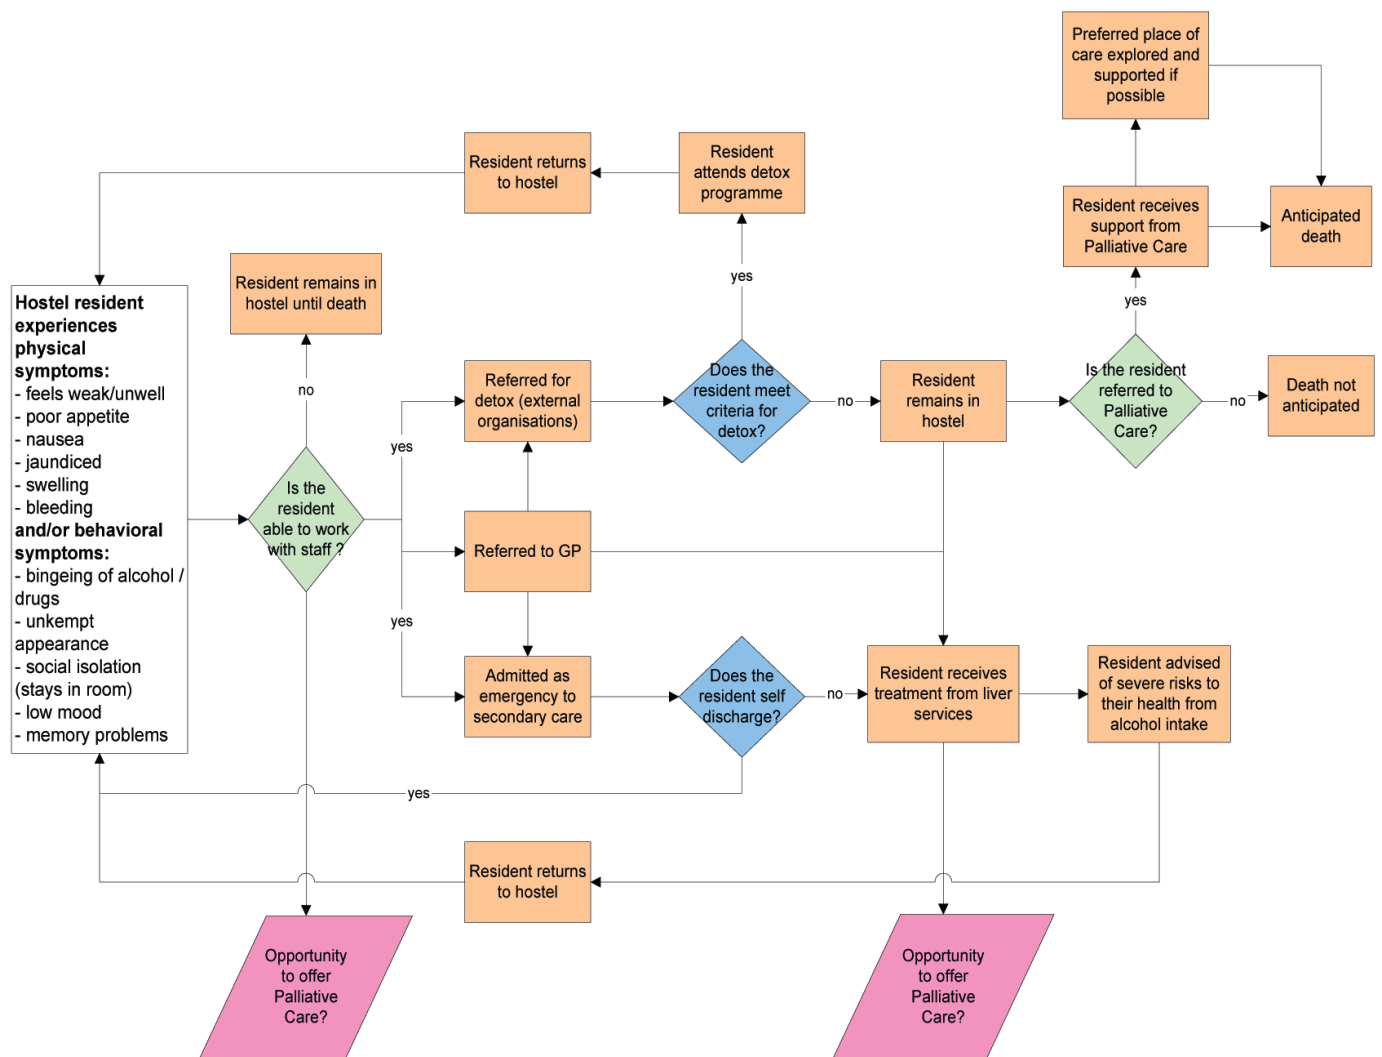 Preferred place of
care explored and
supported if
possible
Resident returns
to hostel
Resident
attends detox
programme
Resident receives
support from
Palliative Care
Anticipated
death
yes
yes
Resident remains in
hostel until death
Hostel resident
experiences
physical
symptoms:
- feels weak/unwell
- poor appetite
- nausea
- jaundiced
- swelling
- bleeding
and/or behavioral
symptoms:
- bingeing of alcohol /
drugs
- unkempt
appearance
- social isolation
(stays in room)
- low mood
- memory problems
no
Is the
resident
able to work
with staff ?
yes
yes
Referred for
detox (external
organisations)
Does the
resident meet
criteria for
detox?
no
Resident
remains in
hostel
Is the resident
referred to
Palliative
Care?
no
Death not
anticipated
Referred to GP
Admitted as
emergency to
secondary care
Does the
resident self
discharge?
no
Resident receives
treatment from liver
services
Resident advised
of severe risks to
their health from
alcohol intake
yes
Resident returns
to hostel
Opportunity
to offer
Palliative
Care?
Opportunity
to offer
Palliative
Care?